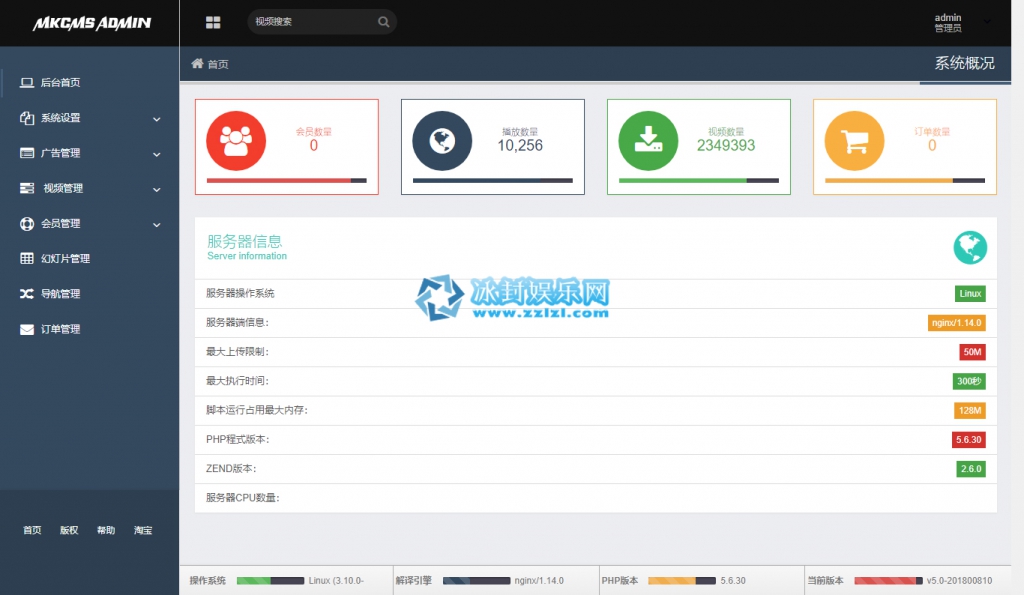 MKCMS ADMIN
视频搜索
admin
管理员
首页
系统概况
后台首页
系统设置
广告管理
视频管理
会员管理
幻灯片管理
导航管理
订单管理
首页 版权 帮助 淘宝
会员数量
0
播放数量
10,256
视频数量
2349393
订单数量
0
服务器信息
Server information
服务器操作系统 Linux
服务器端信息: nginx/1.14.0
最大上传限制: 50M
最大执行时间: 300秒
脚本运行占用最大内存: 128M
PHP程式版本: 5.6.30
ZEND版本: 2.6.0
服务器CPU数量:
冰封娱乐网
www.zzlzl.com
操作系统 Linux (3.10.0-
解译引擎 nginx/1.14.0
PHP版本 5.6.30
当前版本 v5.0-201800810